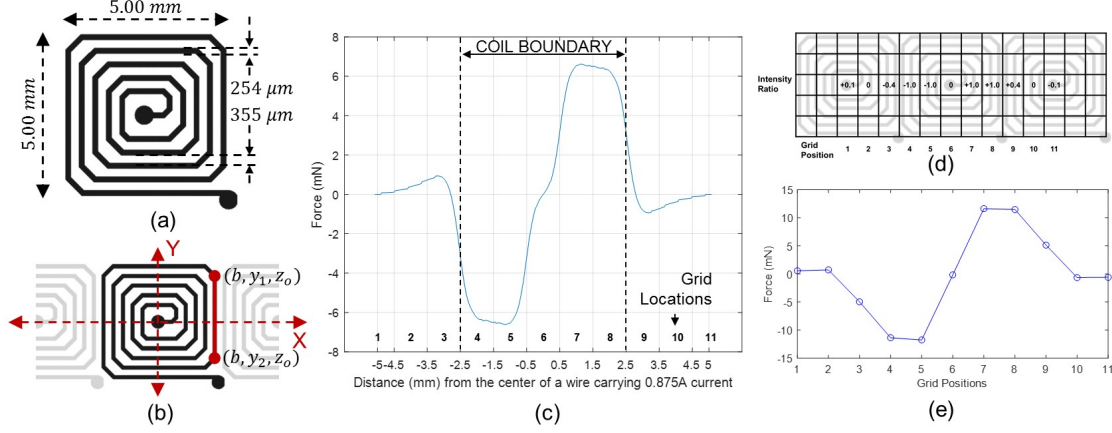 5.00 mm
5.00 mm
254 μm
355 μm
(a)
Y
(b, y₁, zₒ)
X
(b, y₂, zₒ)
(b)
COIL BOUNDARY
Force (mN)
8
6
4
2
0
-2
-4
-6
-8
Grid
Locations
1 2 3 4 5 6 7 8 9 10 11
-5 -4.5 -3.5 -2.5 -1.5 -0.5 0 0.5 1.5 2.5 3.5 4.5 5
Distance (mm) from the center of a wire carrying 0.875A current
(c)
Intensity
Ratio
+0.1 0 -0.4 -1.0 -1.0 0 +1.0 +1.0 +0.4 0 -0.1
Grid
Position
1 2 3 4 5 6 7 8 9 10 11
(d)
Force (mN)
15
10
5
0
-5
-10
-15
1 2 3 4 5 6 7 8 9 10 11
Grid Positions
(e)